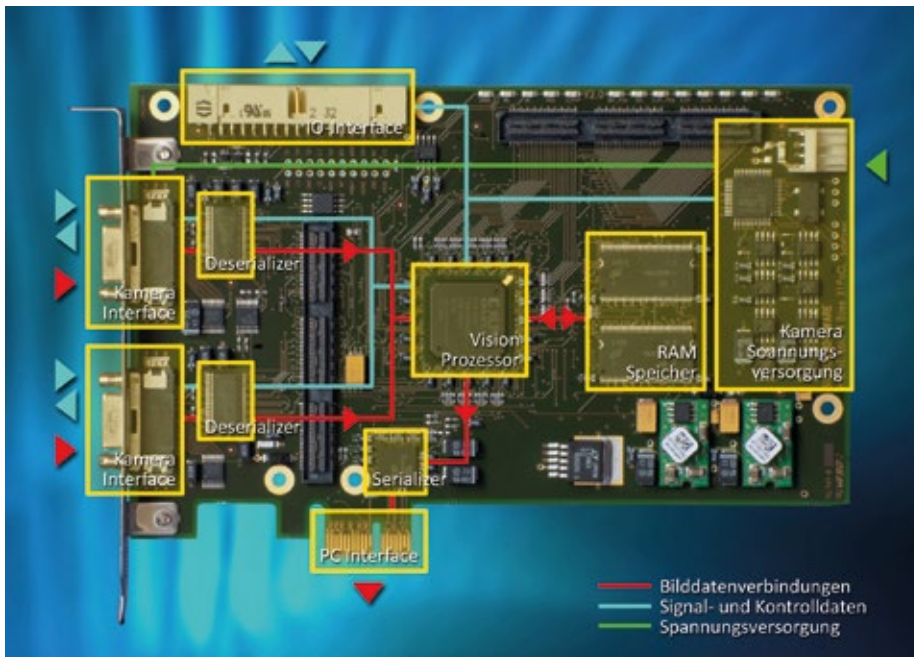 IO-Interface
Kamera
Interface
Deserializer
Kamera
Interface
Deserializer
Vision
Prozessor
RAM
Speicher
Kamera
Spannungs-
versorgung
Serializer
PC Interface
Bilddatenverbindungen
Signal- und Kontrolldaten
Spannungsversorgung